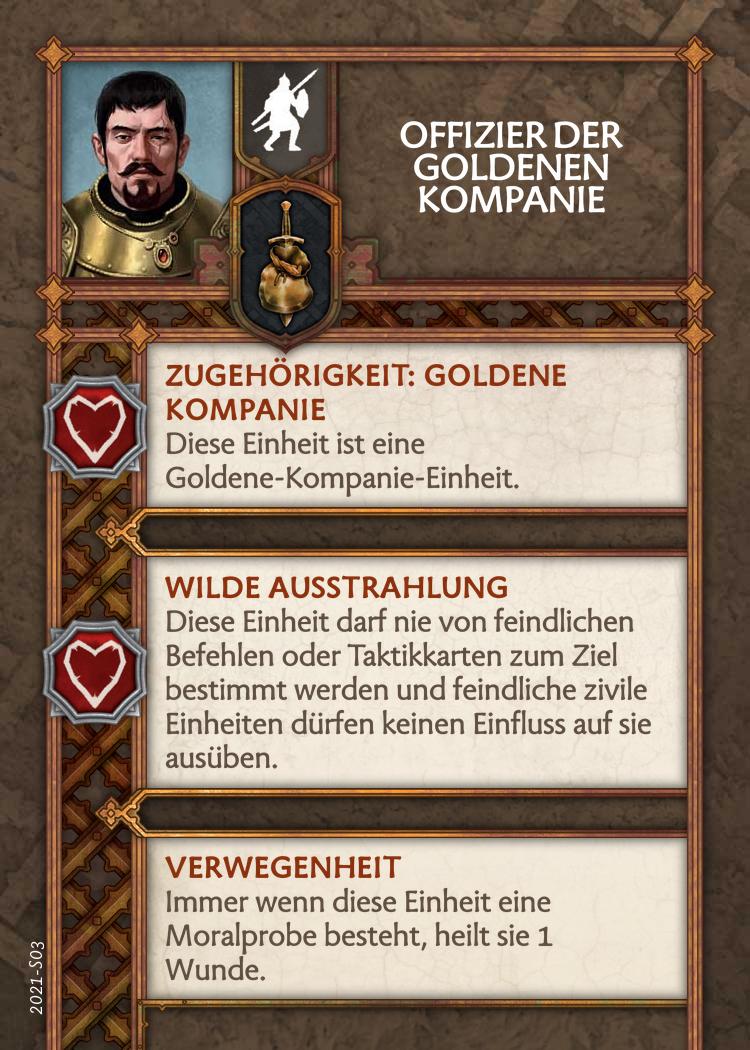 OFFIZIER DER
GOLDENEN
KOMPANIE
ZUGEHÖRIGKEIT: GOLDENE
KOMPANIE
Diese Einheit ist eine
Goldene-Kompanie-Einheit.
WILDE AUSSTRAHLUNG
Diese Einheit darf nie von feindlichen
Befehlen oder Taktikkarten zum Ziel
bestimmt werden und feindliche zivile
Einheiten dürfen keinen Einfluss auf sie
ausüben.
VERWEGENHEIT
Immer wenn diese Einheit eine
Moralprobe besteht, heilt sie 1
Wunde.
2021-S03